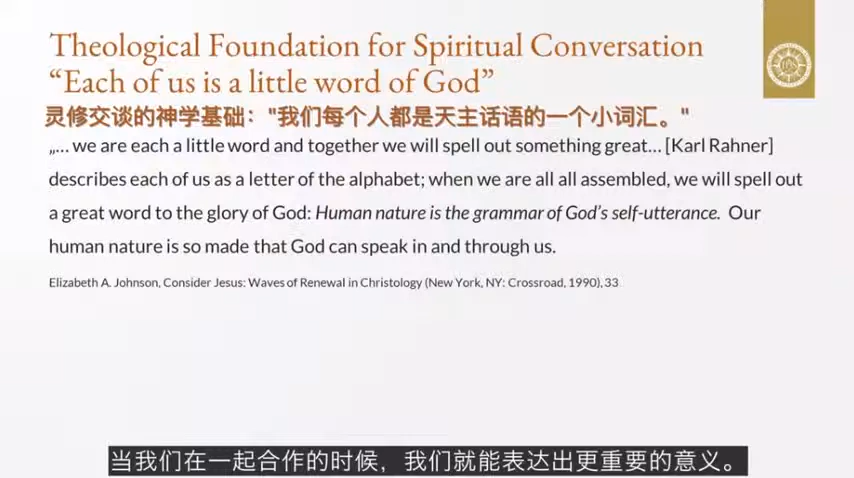 Theological Foundation for Spiritual Conversation
“Each of us is a little word of God”
灵修交谈的神学基础："我们每个人都是天主话语的一个小词汇。"
„… we are each a little word and together we will spell out something great… [Karl Rahner]
describes each of us as a letter of the alphabet; when we are all all assembled, we will spell out
a great word to the glory of God: Human nature is the grammar of God’s self-utterance. Our
human nature is so made that God can speak in and through us.
Elizabeth A. Johnson, Consider Jesus: Waves of Renewal in Christology (New York, NY: Crossroad, 1990), 33
IHS
当我们在一起合作的时候，我们就能表达出更重要的意义。